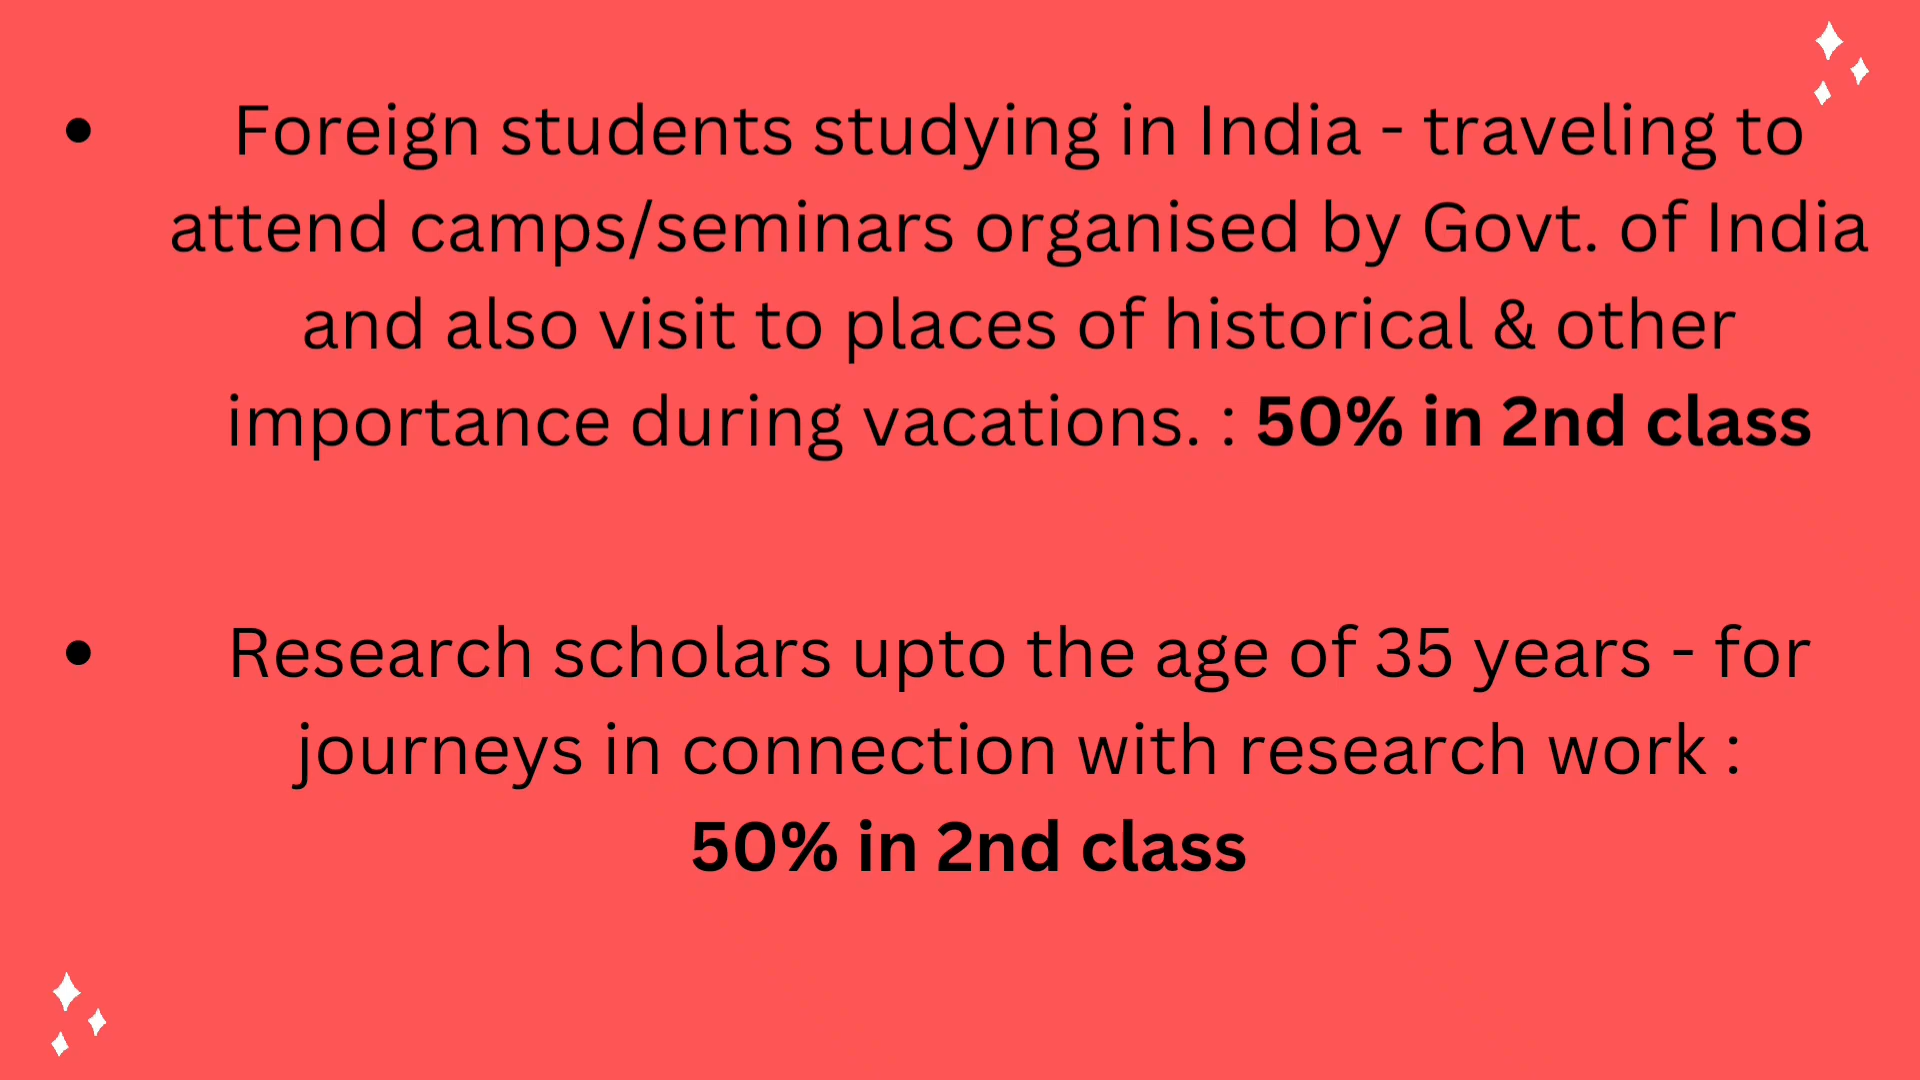 • Foreign students studying in India - traveling to
attend camps/seminars organised by Govt. of India
and also visit to places of historical & other
importance during vacations. : 50% in 2nd class
• Research scholars upto the age of 35 years - for
journeys in connection with research work :
50% in 2nd class